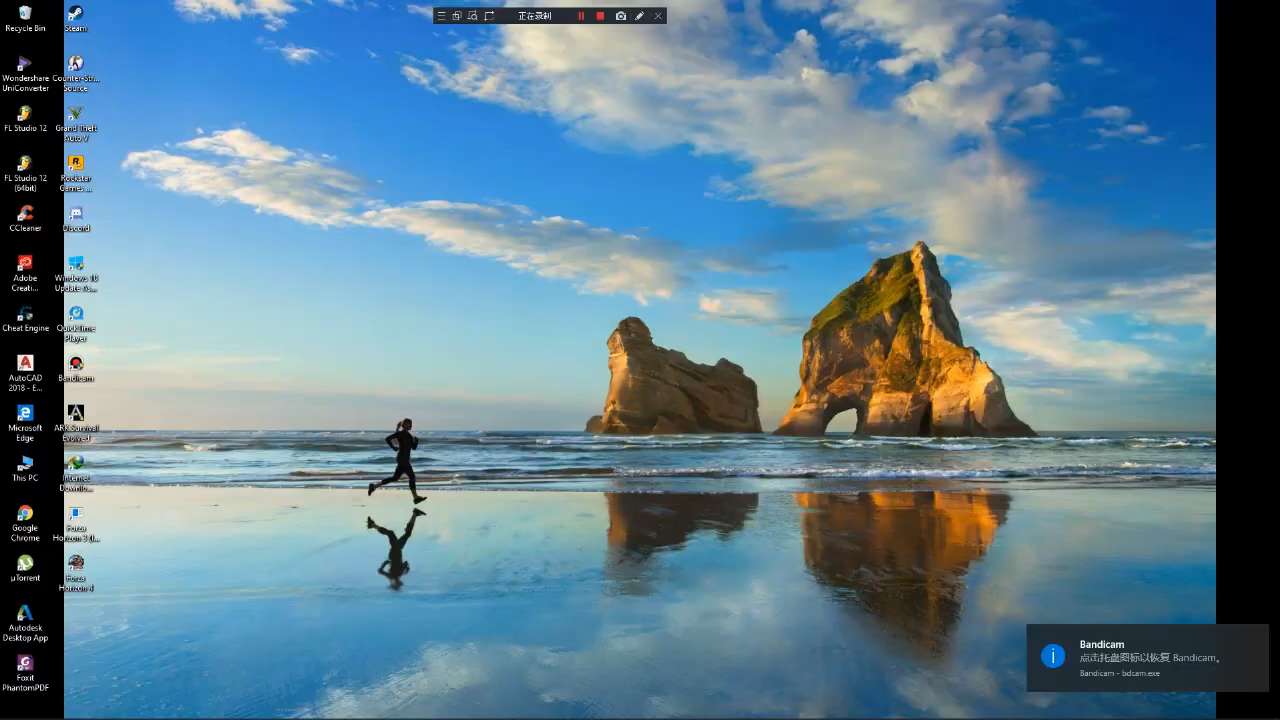 正在录制
Recycle Bin
Steam
Wondershare
UniConverter
Counter-Str...
Source
FL Studio 12
Grand Theft
Auto V
FL Studio 12
(64bit)
Rockstar
Games ...
CCleaner
Discord
Adobe
Creati...
Windows 10
Update As...
Cheat Engine
QuickTime
Player
AutoCAD
2018 - E...
Bandicam
Microsoft
Edge
ARK Survival
Evolved
This PC
Internet
Downlo...
Google
Chrome
Forza
Horizon 3 (I...
µTorrent
Forza
Horizon 4
Autodesk
Desktop App
Foxit
PhantomPDF
Bandicam
点击托盘图标以恢复 Bandicam。
Bandicam - bdcam.exe